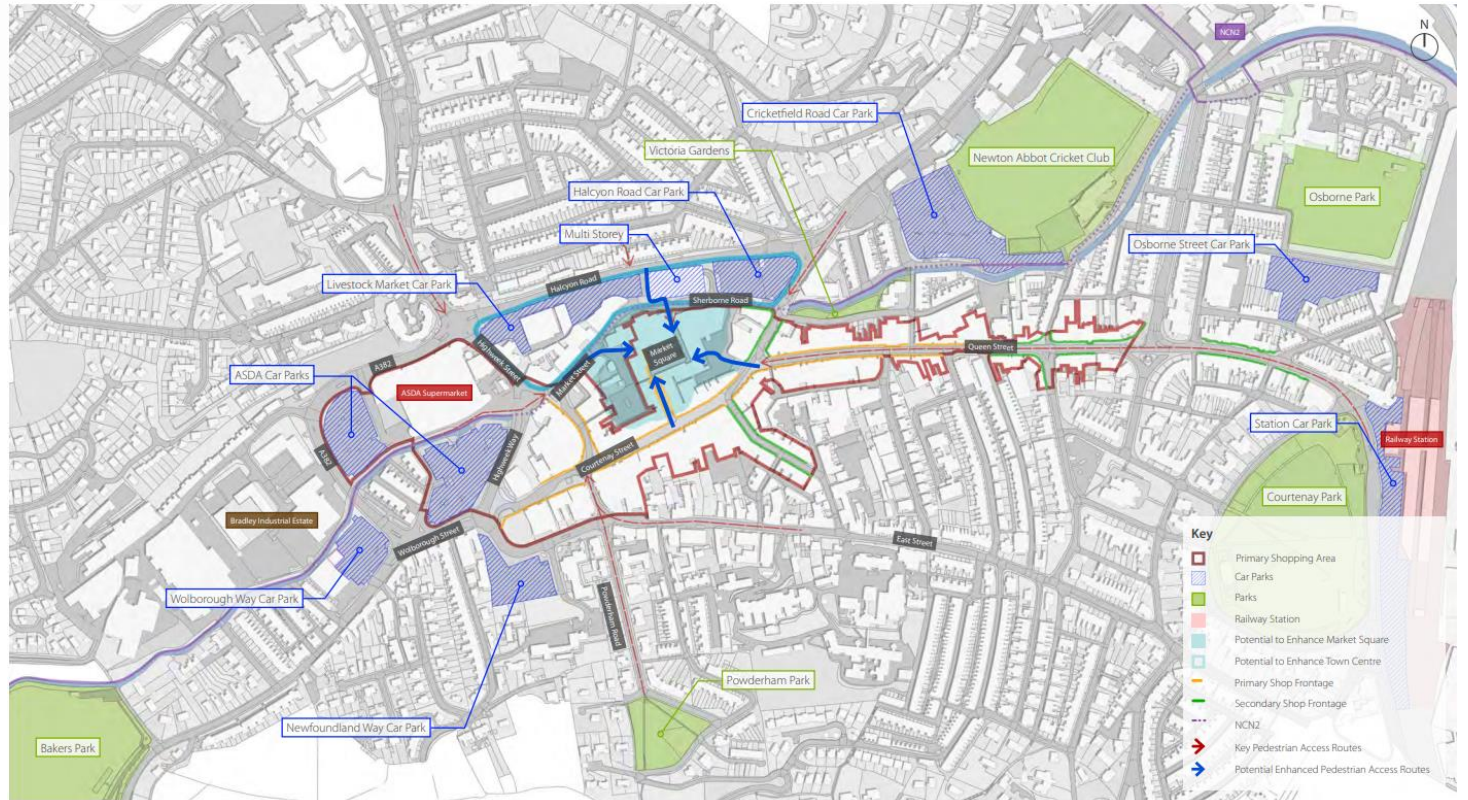 N
NCN2
Cricketfield Road Car Park
Victoria Gardens
Newton Abbot Cricket Club
Halcyon Road Car Park
Osborne Park
Multi Storey
Osborne Street Car Park
Livestock Market Car Park
Halcyon Road
Sherborne Road
Highweek Street
Market Street
Market Square
Queen Street
A382
ASDA Car Parks
ASDA Supermarket
A382
Highweek Way
Courtenay Street
Station Car Park
Railway Station
Courtenay Park
Bradley Industrial Estate
Wolborough Street
East Street
Wolborough Way Car Park
Powderham Road
Powderham Park
Newfoundland Way Car Park
Bakers Park
Key
Primary Shopping Area
Car Parks
Parks
Railway Station
Potential to Enhance Market Square
Potential to Enhance Town Centre
Primary Shop Frontage
Secondary Shop Frontage
NCN2
Key Pedestrian Access Routes
Potential Enhanced Pedestrian Access Routes